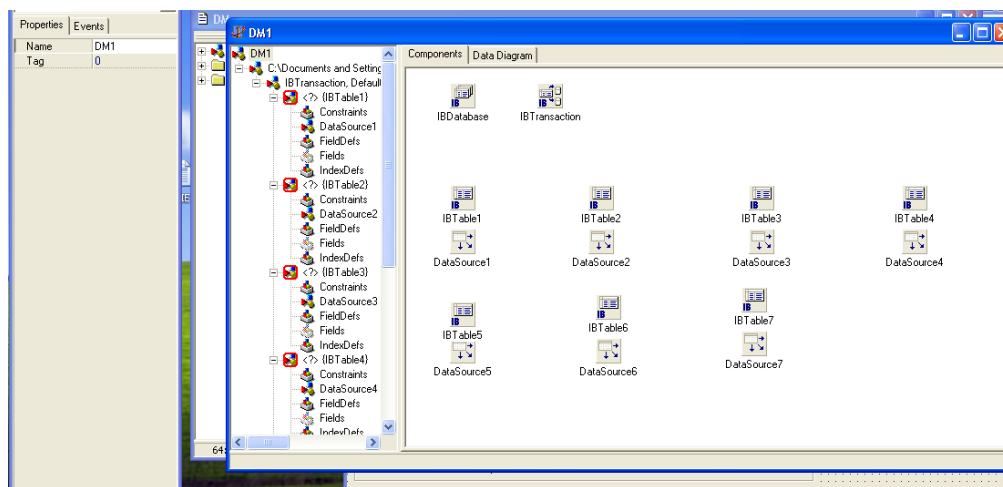 Properties Events
Name DM1
Tag 0
DM1
DM1
C:\Documents and Setting
IBTransaction, Default
<?> {IBTable1}
Constraints
DataSource1
FieldDefs
Fields
IndexDefs
<?> {IBTable2}
Constraints
DataSource2
FieldDefs
Fields
IndexDefs
<?> {IBTable3}
Constraints
DataSource3
FieldDefs
Fields
IndexDefs
<?> {IBTable4}
Constraints
DataSource4
FieldDefs
Fields
IndexDefs
64:
Components Data Diagram
IBDatabase IBTransaction
IBTable1 IBTable2 IBTable3 IBTable4
DataSource1 DataSource2 DataSource3 DataSource4
IBTable5 IBTable6 IBTable7
DataSource5 DataSource6 DataSource7